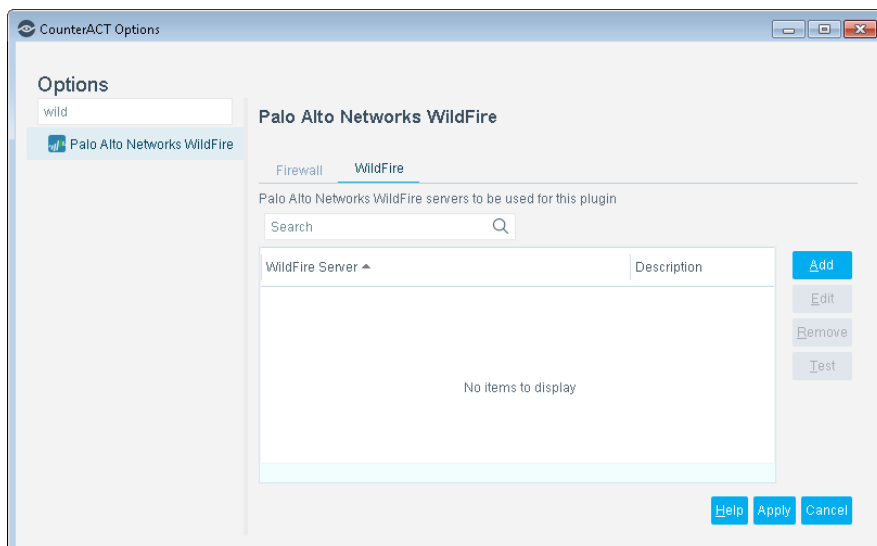 CounterACT Options
Options
wild
Palo Alto Networks WildFire
Palo Alto Networks WildFire
Firewall WildFire
Palo Alto Networks WildFire servers to be used for this plugin
Search
WildFire Server Description
Add
Edit
Remove
Test
No items to display
Help Apply Cancel